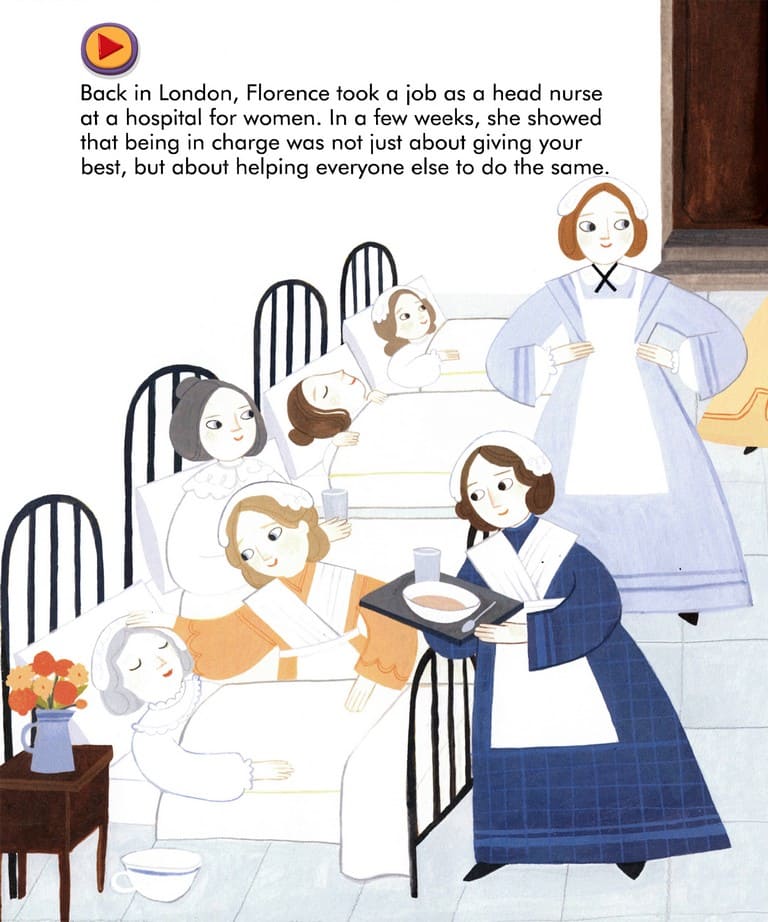 Back in London, Florence took a job as a head nurse
at a hospital for women. In a few weeks, she showed
that being in charge was not just about giving your
best, but about helping everyone else to do the same.